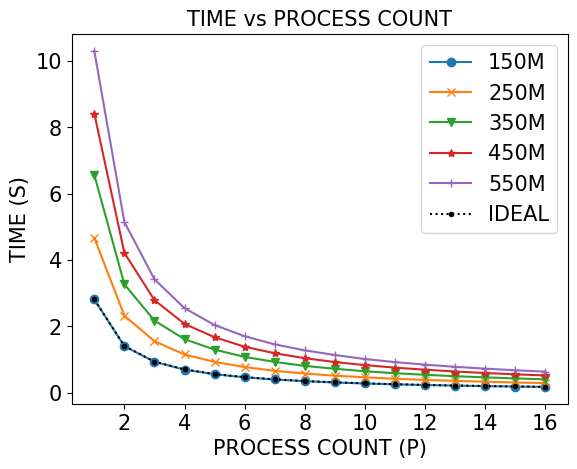 TIME vs PROCESS COUNT
TIME (S)
10
8
6
4
2
0
150M
250M
350M
450M
550M
IDEAL
2 4 6 8 10 12 14 16
PROCESS COUNT (P)